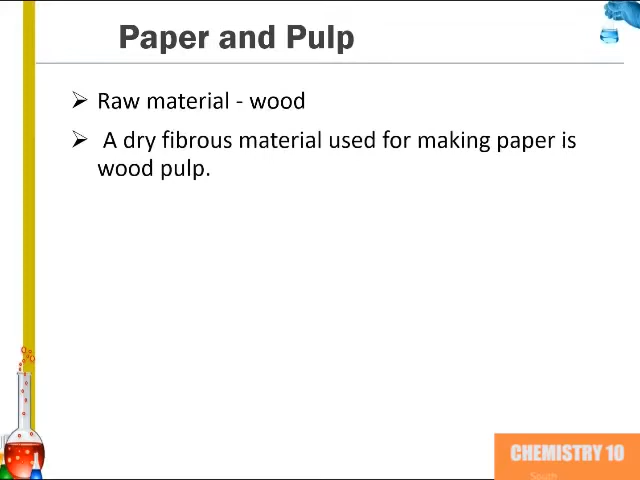 Paper and Pulp
➢ Raw material - wood
➢ A dry fibrous material used for making paper is
wood pulp.
CHEMISTRY 10